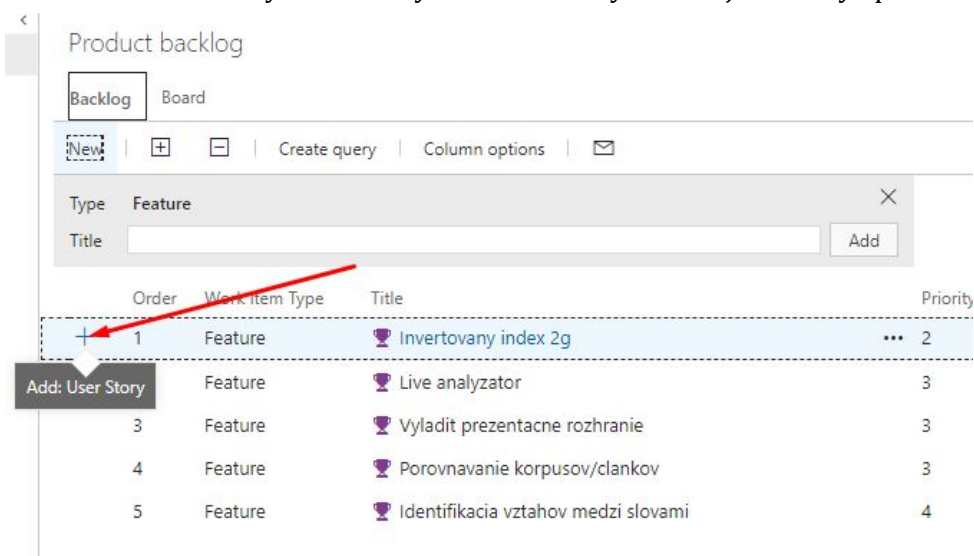 Product backlog
Backlog Board
New Create query Column options
Type Feature
Title Add
Order Work Item Type Title Priority
1 Feature Invertovany index 2g ••• 2
Add: User Story Feature Live analyzator 3
3 Feature Vyladit prezentacne rozhranie 3
4 Feature Porovnavanie korpusov/clankov 3
5 Feature Identifikacia vztahov medzi slovami 4